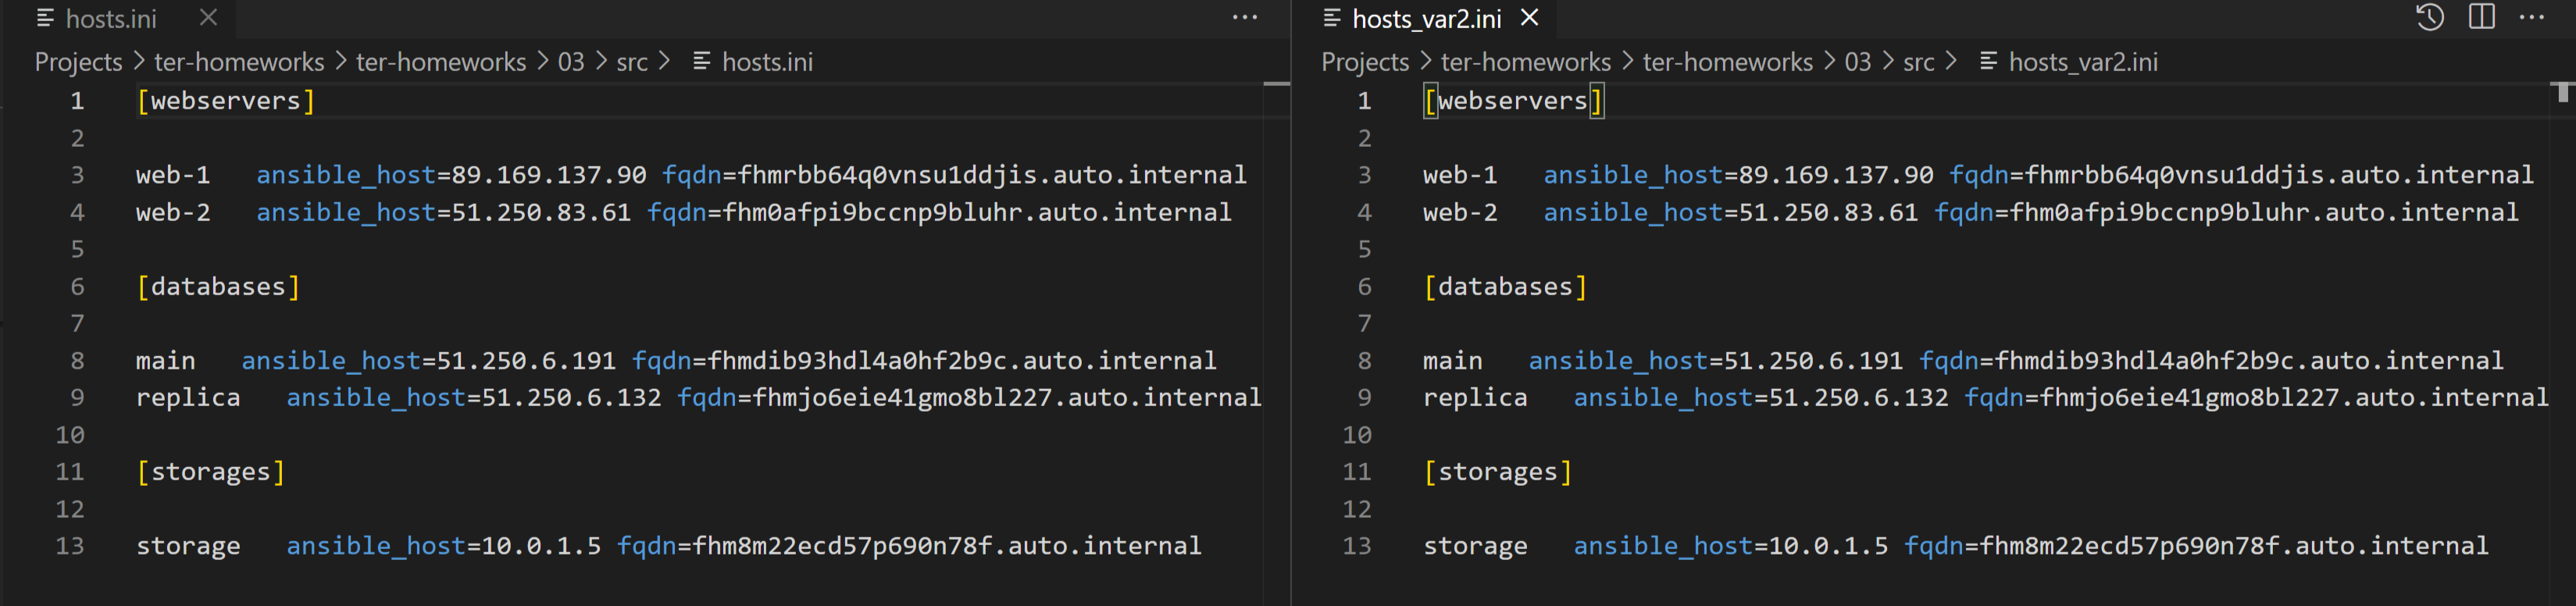 hosts.ini
Projects > ter-homeworks > ter-homeworks > 03 > src > hosts.ini
1 [webservers]
2
3 web-1 ansible_host=89.169.137.90 fqdn=fhmrbb64q0vnsu1ddjis.auto.internal
4 web-2 ansible_host=51.250.83.61 fqdn=fhm0afpi9bccnp9bluhr.auto.internal
5
6 [databases]
7
8 main ansible_host=51.250.6.191 fqdn=fhmdib93hdl4a0hf2b9c.auto.internal
9 replica ansible_host=51.250.6.132 fqdn=fhmjo6eie41gmo8bl227.auto.internal
10
11 [storages]
12
13 storage ansible_host=10.0.1.5 fqdn=fhm8m22ecd57p690n78f.auto.internal
hosts_var2.ini
Projects > ter-homeworks > ter-homeworks > 03 > src > hosts_var2.ini
1 [webservers]
2
3 web-1 ansible_host=89.169.137.90 fqdn=fhmrbb64q0vnsu1ddjis.auto.internal
4 web-2 ansible_host=51.250.83.61 fqdn=fhm0afpi9bccnp9bluhr.auto.internal
5
6 [databases]
7
8 main ansible_host=51.250.6.191 fqdn=fhmdib93hdl4a0hf2b9c.auto.internal
9 replica ansible_host=51.250.6.132 fqdn=fhmjo6eie41gmo8bl227.auto.internal
10
11 [storages]
12
13 storage ansible_host=10.0.1.5 fqdn=fhm8m22ecd57p690n78f.auto.internal